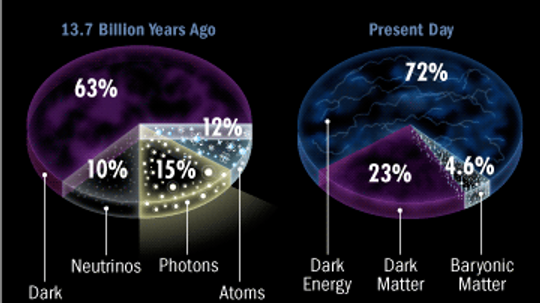 13.7 Billion Years Ago
Present Day
63%
12%
10%
15%
72%
23%
4.6%
Dark
Neutrinos
Photons
Atoms
Dark
Energy
Dark
Matter
Baryonic
Matter